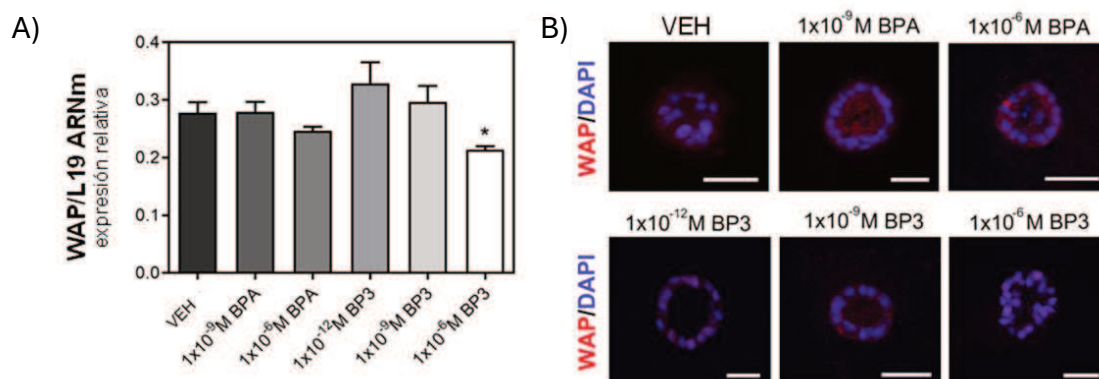 A)
WAP/L19 ARNm
expresión relativa
0.4
0.3
0.2
0.1
0.0
*
VEH
1x10⁻⁹M BPA
1x10⁻⁶M BPA
1x10⁻¹²M BP3
1x10⁻⁹M BP3
1x10⁻⁶M BP3
B)
VEH
1x10⁻⁹M BPA
1x10⁻⁶M BPA
WAP/DAPI
1x10⁻¹²M BP3
1x10⁻⁹M BP3
1x10⁻⁶M BP3
WAP/DAPI